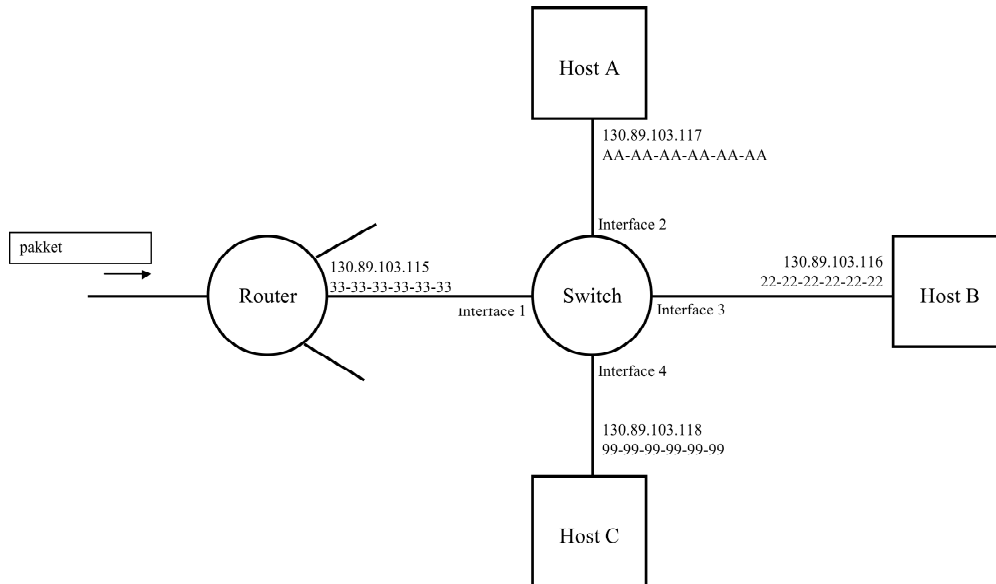 Host A
130.89.103.117
AA-AA-AA-AA-AA-AA
Interface 2
pakket
130.89.103.115
33-33-33-33-33-33
Router
Interface 1
Switch
Interface 3
130.89.103.116
22-22-22-22-22-22
Host B
Interface 4
130.89.103.118
99-99-99-99-99-99
Host C